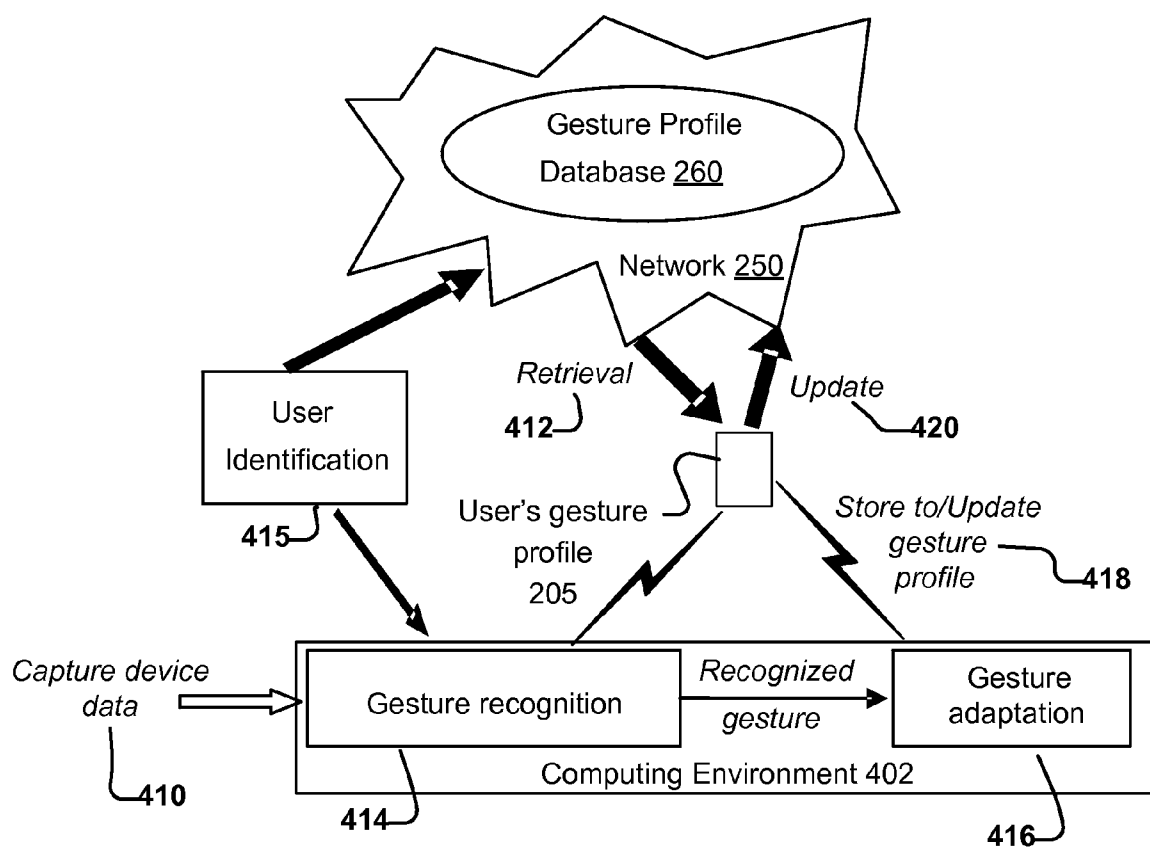 Gesture Profile
Database 260
Network 250
Retrieval
412
Update
420
User
Identification
415
User's gesture
profile
205
Store to/Update
gesture
profile
418
Capture device
data
410
Gesture recognition
414
Recognized
gesture
Gesture
adaptation
416
Computing Environment 402